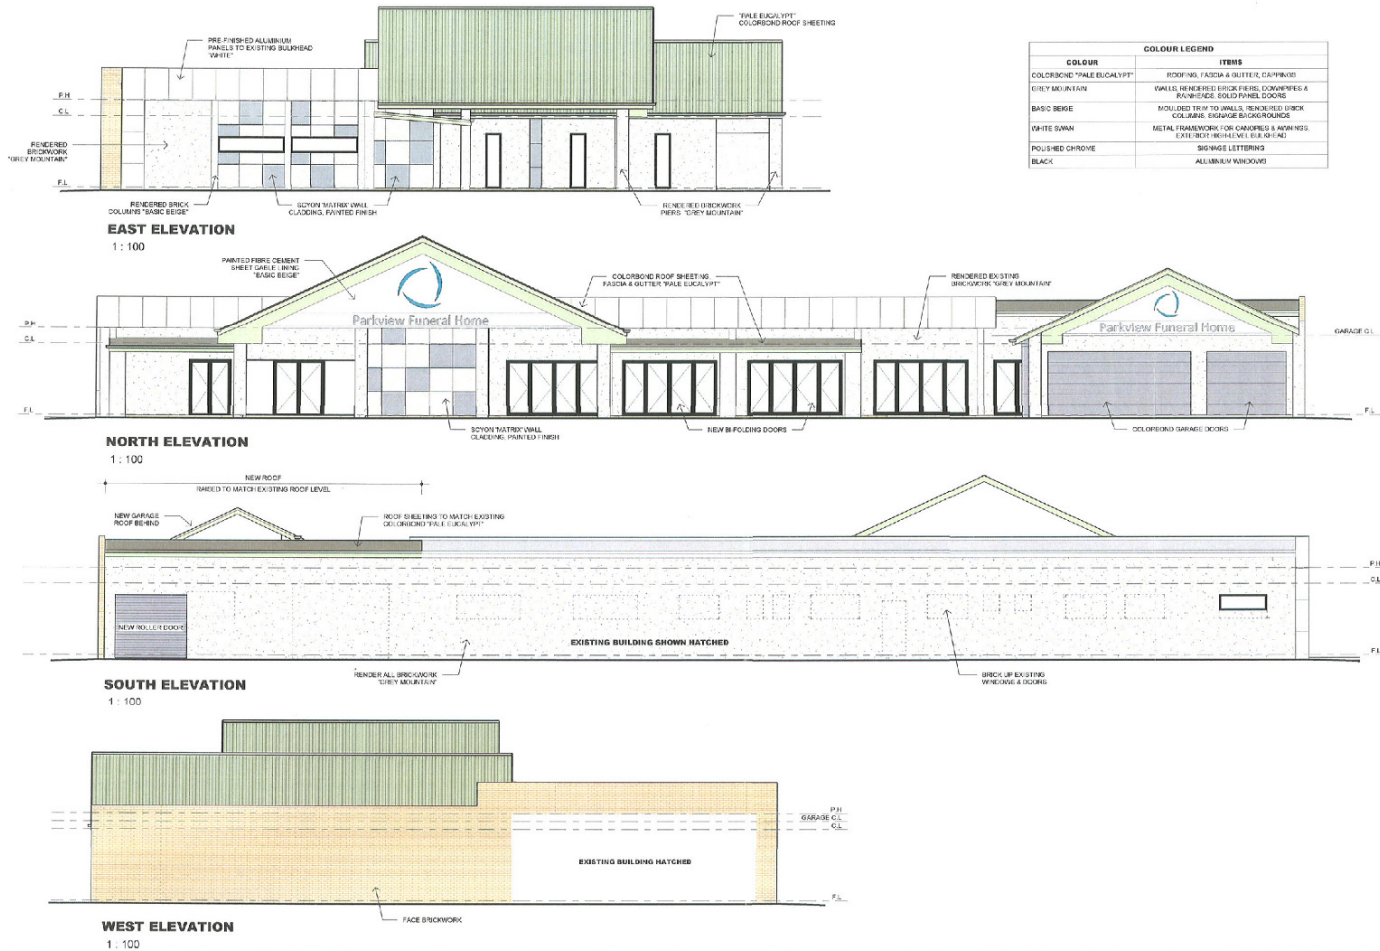 "PALE EUCALYPT"
COLORBOND ROOF SHEETING
PRE-FINISHED ALUMINIUM
PANELS TO EXISTING BULKHEAD
"WHITE"
P.H
C.L
RENDERED
BRICKWORK
"GREY MOUNTAIN"
F.L
RENDERED BRICK
COLUMNS "BASIC BEIGE"
SCYON 'MATRIX' WALL
CLADDING, PAINTED FINISH
RENDERED BRICKWORK
PIERS "GREY MOUNTAIN"
EAST ELEVATION
1 : 100
COLOUR LEGEND
COLOUR ITEMS
COLORBOND "PALE EUCALYPT" ROOFING, FASCIA & GUTTER, CAPPINGS
GREY MOUNTAIN WALLS, RENDERED BRICK PIERS, DOWNPIPES &
RAINHEADS, SOLID PANEL DOORS
BASIC BEIGE MOULDED TRIM TO WALLS, RENDERED BRICK
COLUMNS, SIGNAGE BACKGROUNDS
WHITE SWAN METAL FRAMEWORK FOR CANOPIES & AWNINGS,
EXTERIOR HIGH-LEVEL BULKHEAD
POLISHED CHROME SIGNAGE LETTERING
BLACK ALUMINIUM WINDOWS
PAINTED FIBRE CEMENT
SHEET GABLE LINING
"BASIC BEIGE"
COLORBOND ROOF SHEETING,
FASCIA & GUTTER "PALE EUCALYPT"
RENDERED EXISTING
BRICKWORK "GREY MOUNTAIN"
Parkview Funeral Home
Parkview Funeral Home
P.H
C.L
GARAGE C.L
F.L
F.L
SCYON 'MATRIX' WALL
CLADDING, PAINTED FINISH
NEW BI-FOLDING DOORS
COLORBOND GARAGE DOORS
NORTH ELEVATION
1 : 100
NEW ROOF
RAISED TO MATCH EXISTING ROOF LEVEL
NEW GARAGE
ROOF BEHIND
ROOF SHEETING TO MATCH EXISTING
COLORBOND "PALE EUCALYPT"
P.H
C.L
NEW ROLLER DOOR
EXISTING BUILDING SHOWN HATCHED
F.L
RENDER ALL BRICKWORK
"GREY MOUNTAIN"
BRICK UP EXISTING
WINDOWS & DOORS
SOUTH ELEVATION
1 : 100
P.H
GARAGE C.L
C.L
EXISTING BUILDING HATCHED
F.L
FACE BRICKWORK
WEST ELEVATION
1 : 100